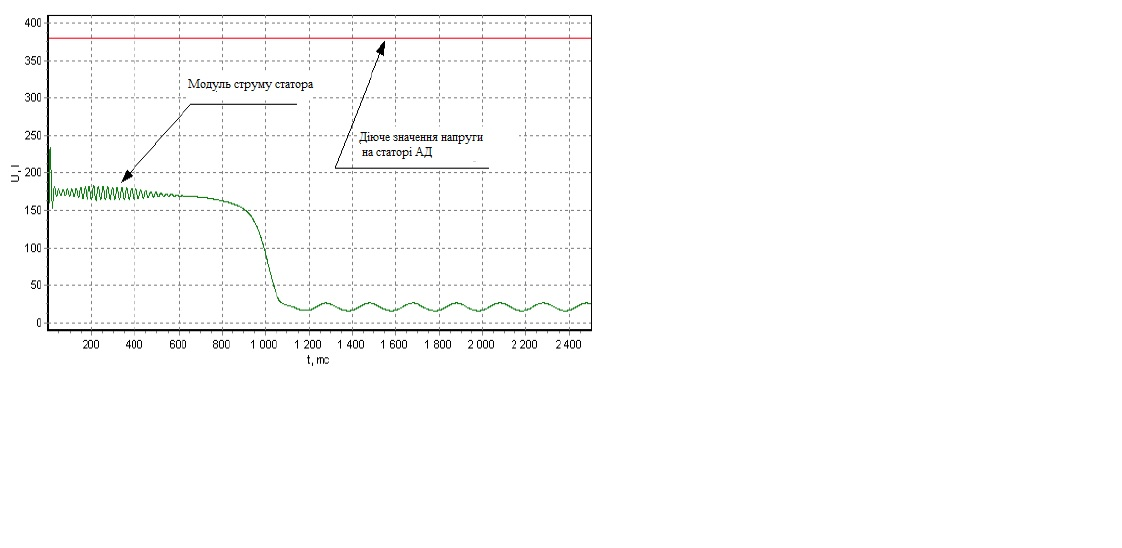 400
350
300
250
200
150
100
50
0
U, I
Модуль струму статора
Діюче значення напруги
на статорі АД
200 400 600 800 1 000 1 200 1 400 1 600 1 800 2 000 2 200 2 400
t, mc